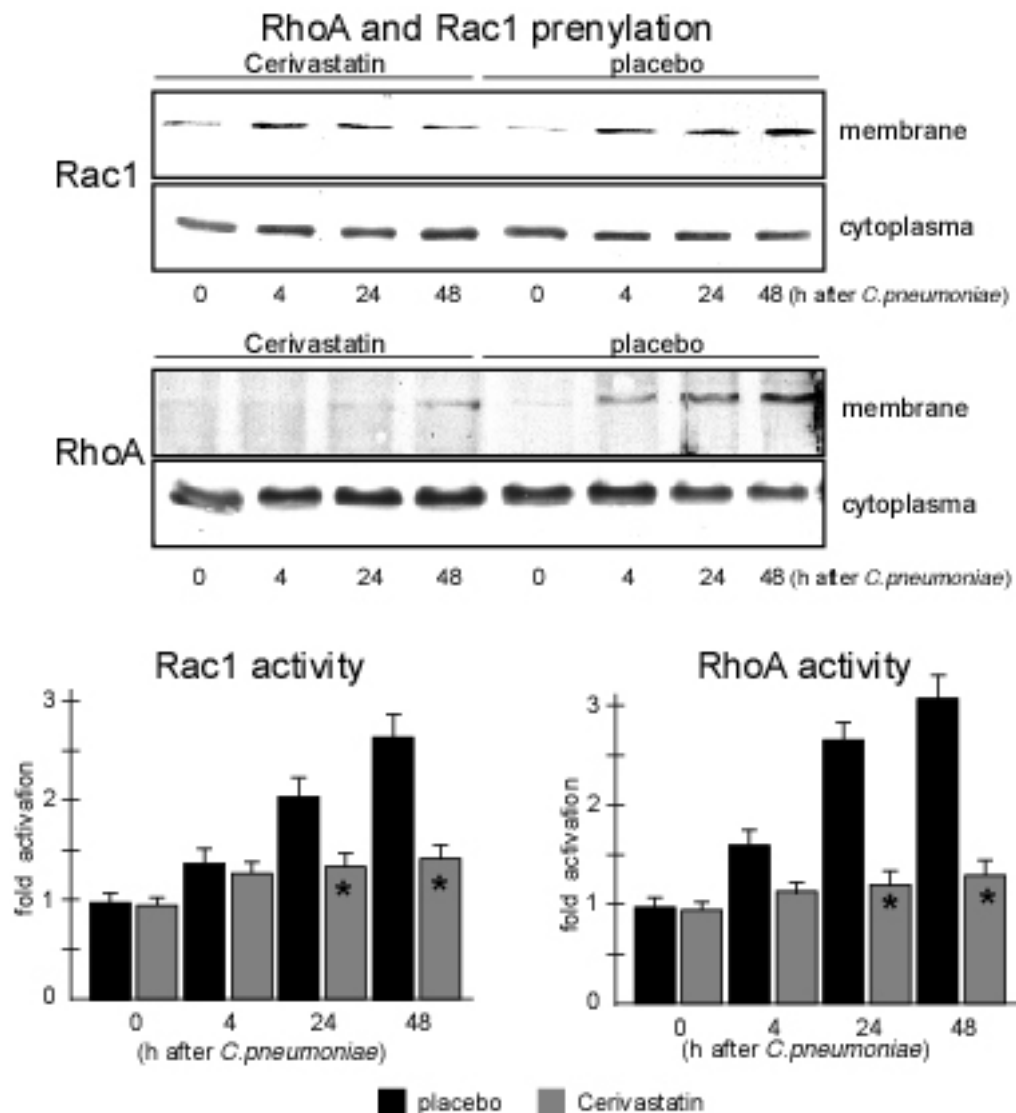 RhoA and Rac1 prenylation
Cerivastatin placebo
Rac1
membrane
cytoplasma
0 4 24 48 0 4 24 48 (h after C.pneumoniae)
Cerivastatin placebo
RhoA
membrane
cytoplasma
0 4 24 48 0 4 24 48 (h after C.pneumoniae)
Rac1 activity
fold activation
3
2
1
0
* *
0 4 24 48
(h after C.pneumoniae)
RhoA activity
fold activation
3
2
1
0
* *
0 4 24 48
(h after C.pneumoniae)
placebo Cerivastatin